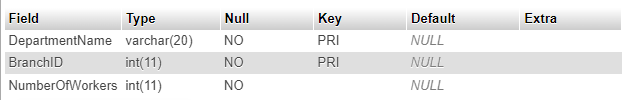 Field Type Null Key Default Extra
DepartmentName varchar(20) NO PRI NULL
BranchID int(11) NO PRI NULL
NumberOfWorkers int(11) NO NULL